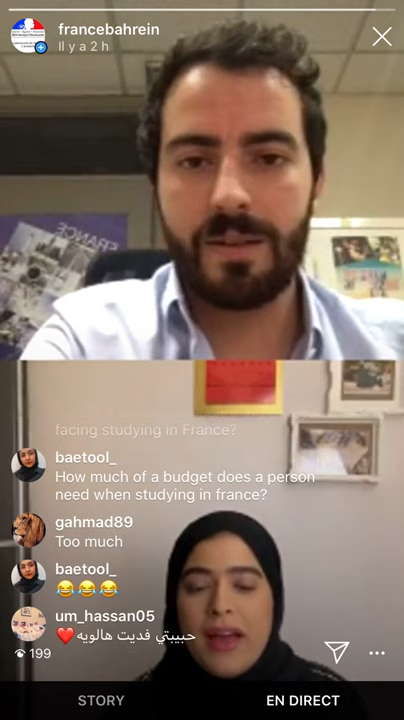 francebahrein
Il y a 2 h
FRANCE
facing studying in France?
baetool_
How much of a budget does a person
need when studying in france?
gahmad89
Too much
baetool_
😂😂😂
um_hassan05
حبيبتي فديت هالويه❤️
199
STORY
EN DIRECT